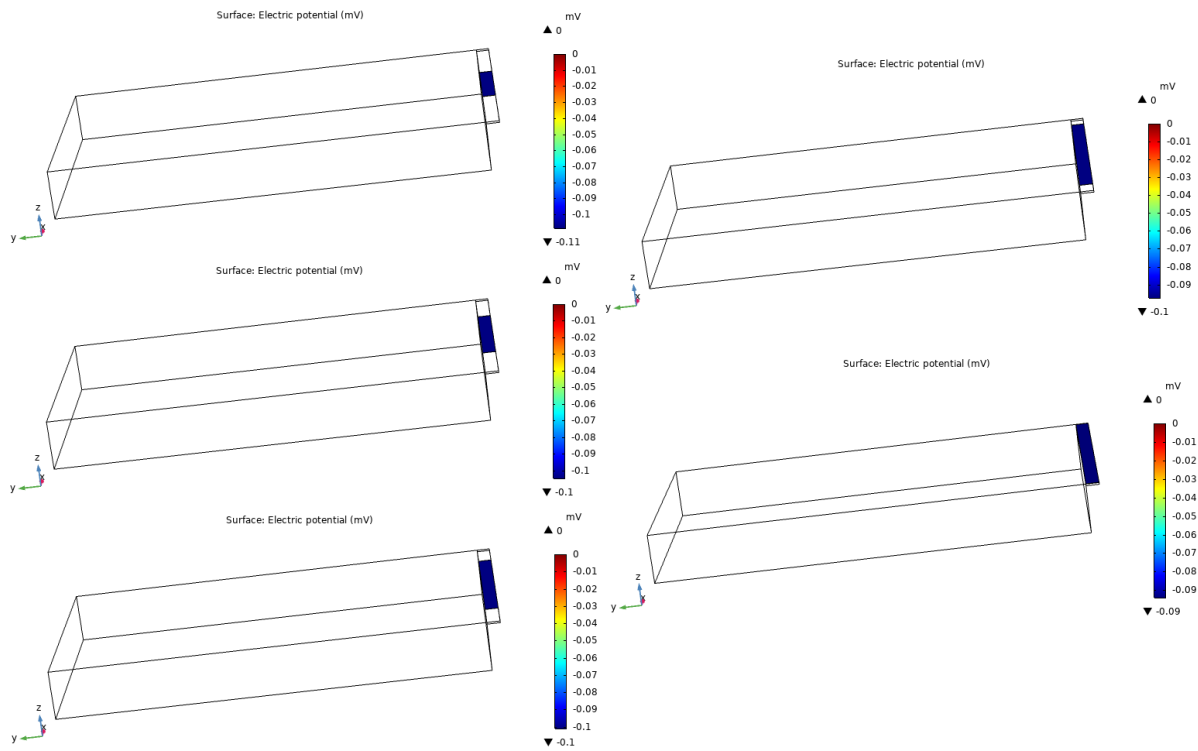 Surface: Electric potential (mV)
mV
▲ 0
0
-0.01
-0.02
-0.03
-0.04
-0.05
-0.06
-0.07
-0.08
-0.09
-0.1
▼ -0.11
z
x
y
Surface: Electric potential (mV)
mV
▲ 0
0
-0.01
-0.02
-0.03
-0.04
-0.05
-0.06
-0.07
-0.08
-0.09
-0.1
▼ -0.1
z
x
y
Surface: Electric potential (mV)
mV
▲ 0
0
-0.01
-0.02
-0.03
-0.04
-0.05
-0.06
-0.07
-0.08
-0.09
-0.1
▼ -0.1
z
x
y
Surface: Electric potential (mV)
mV
▲ 0
0
-0.01
-0.02
-0.03
-0.04
-0.05
-0.06
-0.07
-0.08
-0.09
▼ -0.1
z
x
y
Surface: Electric potential (mV)
mV
▲ 0
0
-0.01
-0.02
-0.03
-0.04
-0.05
-0.06
-0.07
-0.08
-0.09
▼ -0.09
z
x
y